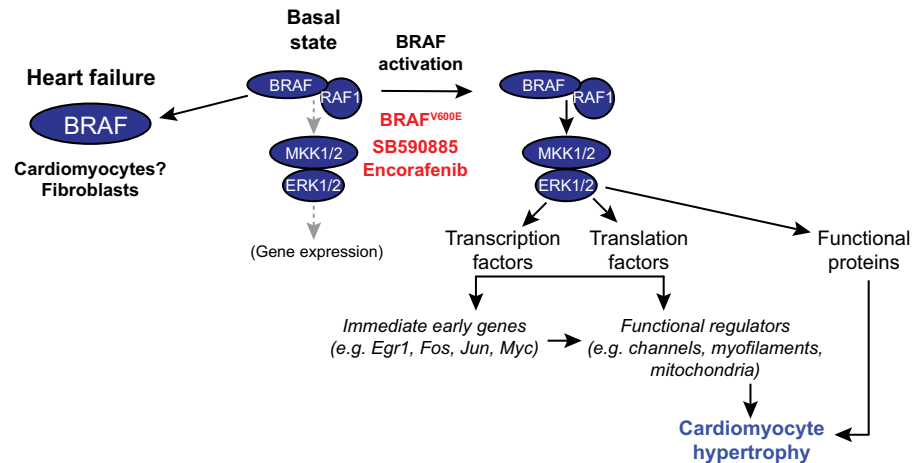 Basal
state
BRAF
activation
Heart failure
BRAF
Cardiomyocytes?
Fibroblasts
BRAF
RAF1
MKK1/2
ERK1/2
(Gene expression)
BRAFV600E
SB590885
Encorafenib
BRAF
RAF1
MKK1/2
ERK1/2
Transcription
factors
Translation
factors
Functional
proteins
Immediate early genes
(e.g. Egr1, Fos, Jun, Myc)
Functional regulators
(e.g. channels, myofilaments,
mitochondria)
Cardiomyocyte
hypertrophy